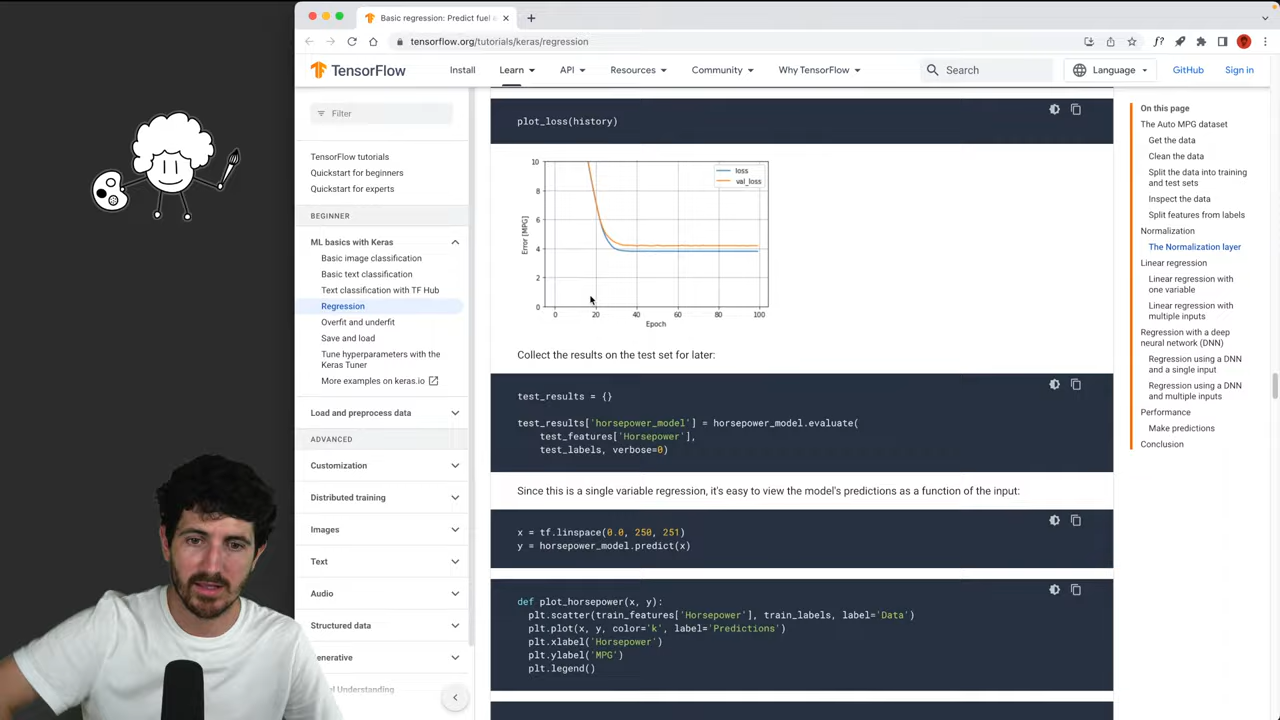 Basic regression: Predict fuel
tensorflow.org/tutorials/keras/regression
TensorFlow
Install
Learn
API
Resources
Community
Why TensorFlow
Search
Language
GitHub
Sign in
Filter
TensorFlow tutorials
Quickstart for beginners
Quickstart for experts
BEGINNER
ML basics with Keras
Basic image classification
Basic text classification
Text classification with TF Hub
Regression
Overfit and underfit
Save and load
Tune hyperparameters with the
Keras Tuner
More examples on keras.io
Load and preprocess data
ADVANCED
Customization
Distributed training
Images
Text
Audio
Structured data
Understanding
plot_loss(history)
10
8
6
4
2
0
Error [MPG]
loss
val_loss
0 20 40 60 80 100
Epoch
Collect the results on the test set for later:
test_results = {}
test_results['horsepower_model'] = horsepower_model.evaluate(
test_features['Horsepower'],
test_labels, verbose=0)
Since this is a single variable regression, it's easy to view the model's predictions as a function of the input:
x = tf.linspace(0.0, 250, 251)
y = horsepower_model.predict(x)
def plot_horsepower(x, y):
plt.scatter(train_features['Horsepower'], train_labels, label='Data')
plt.plot(x, y, color='k', label='Predictions')
plt.xlabel('Horsepower')
plt.ylabel('MPG')
plt.legend()
On this page
The Auto MPG dataset
Get the data
Clean the data
Split the data into training
and test sets
Inspect the data
Split features from labels
Normalization
The Normalization layer
Linear regression
Linear regression with
one variable
Linear regression with
multiple inputs
Regression with a deep
neural network (DNN)
Regression using a DNN
and a single input
Regression using a DNN
and multiple inputs
Performance
Make predictions
Conclusion